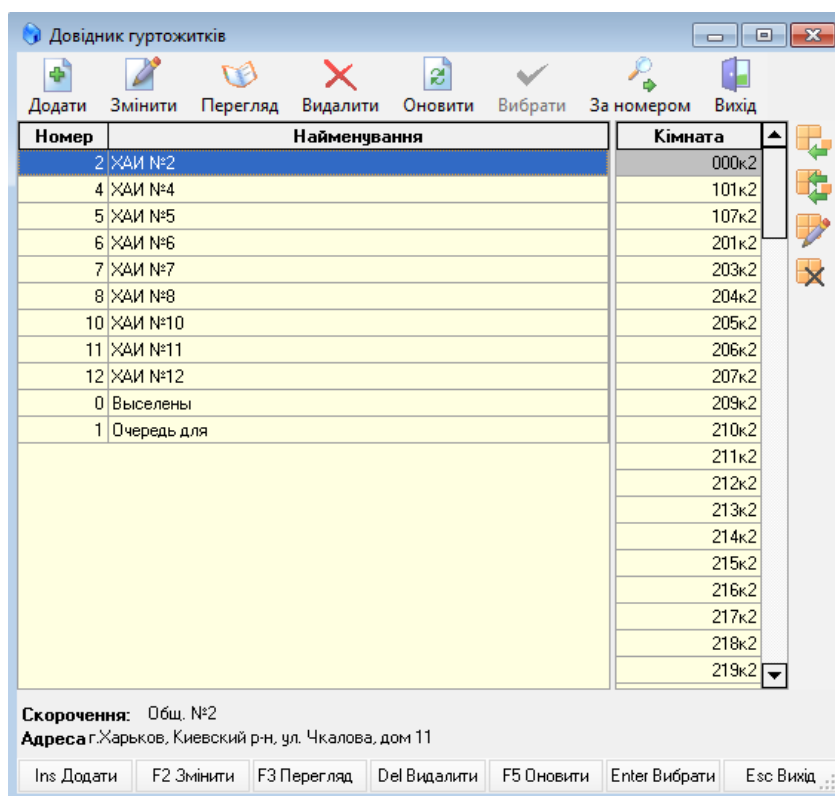 Довідник гуртожитків
Додати Змінити Перегляд Видалити Оновити Вибрати За номером Вихід
Номер Найменування Кімната
2 ХАИ №2 000к2
4 ХАИ №4 101к2
5 ХАИ №5 107к2
6 ХАИ №6 201к2
7 ХАИ №7 203к2
8 ХАИ №8 204к2
10 ХАИ №10 205к2
11 ХАИ №11 206к2
12 ХАИ №12 207к2
0 Выселены 209к2
1 Очередь для 210к2
211к2
212к2
213к2
214к2
215к2
216к2
217к2
218к2
219к2
Скорочення: Общ. №2
Адреса г.Харьков, Киевский р-н, ул. Чкалова, дом 11
Ins Додати F2 Змінити F3 Перегляд Del Видалити F5 Оновити Enter Вибрати Esc Вихід